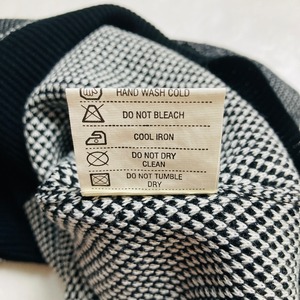 HAND WASH COLD
DO NOT BLEACH
COOL IRON
DO NOT DRY
CLEAN
DO NOT TUMBLE
DRY